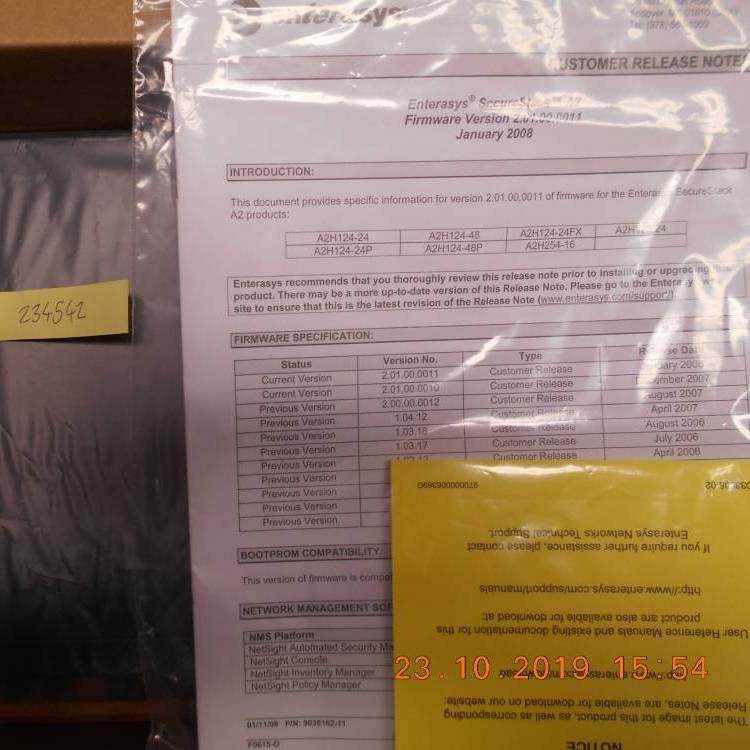 enterasys
Andover, MA 01810
CUSTOMER RELEASE NOTES
Enterasys® SecureStack™ A2
Firmware Version 2.01.00.0011
January 2008
INTRODUCTION:
This document provides specific information for version 2.01.00.0011 of firmware for the Enterasys SecureStack
A2 products:
A2H124-24 A2H124-48 A2H124-24FX
A2H124-24P A2H124-48P A2H254-16
Enterasys recommends that you thoroughly review this release note prior to installing or upgrading this
product. There may be a more up-to-date version of this Release Note. Please go to the Enterasys
site to ensure that this is the latest revision of the Release Note (www.enterasys.com/support/).
234542
FIRMWARE SPECIFICATION:
Status Version No. Type Release Date
Current Version 2.01.00.0011 Customer Release 2008
Current Version 2.01.00.0010 Customer Release 2007
Previous Version 2.00.00.0012 Customer Release August 2007
Previous Version 1.04.12 Customer Release April 2007
Previous Version 1.03.18 Customer Release August 2006
Previous Version 1.03.17 Customer Release July 2006
Previous Version Customer Release April 2006
Previous Version
Previous Version
Previous Version
Previous Version
BOOTPROM COMPATIBILITY
This version of firmware is compa
NETWORK MANAGEMENT SOF
NMS Platform
NetSight Automated Security Ma
NetSight Console
NetSight Inventory Manager
NetSight Policy Manager
01/11/08 P/N: 9038162-11
F0615-O
NOTICE
The latest image for this product, as well as corresponding
Release Notes, are available for download on our website:
User Reference Manuals and existing documentation for this
product are also available for download at:
http://www.enterasys.com/support/manuals
If you require further assistance, please contact
Enterasys Networks Technical Support.
23.10.2019 15:54